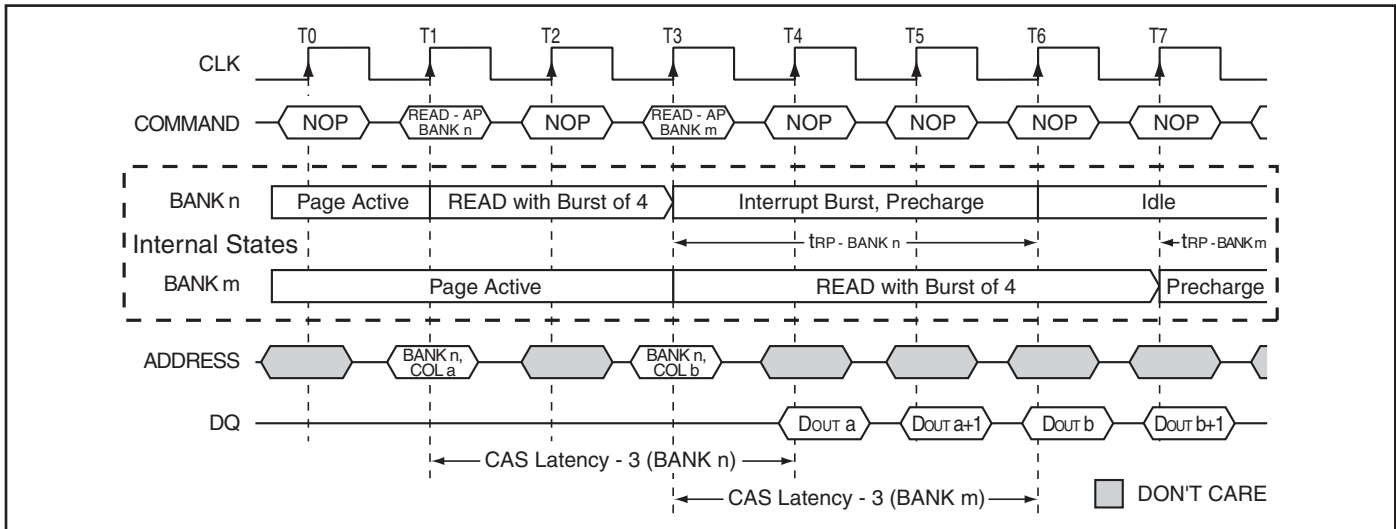 T0 T1 T2 T3 T4 T5 T6 T7
CLK
COMMAND NOP READ - AP BANK n NOP READ - AP BANK m NOP NOP NOP NOP
BANK n Page Active READ with Burst of 4 Interrupt Burst, Precharge Idle
Internal States tRP - BANK n tRP - BANK m
BANK m Page Active READ with Burst of 4 Precharge
ADDRESS BANK n, COL a BANK n, COL b
DQ DOUT a DOUT a+1 DOUT b DOUT b+1
CAS Latency - 3 (BANK n)
CAS Latency - 3 (BANK m) DON'T CARE